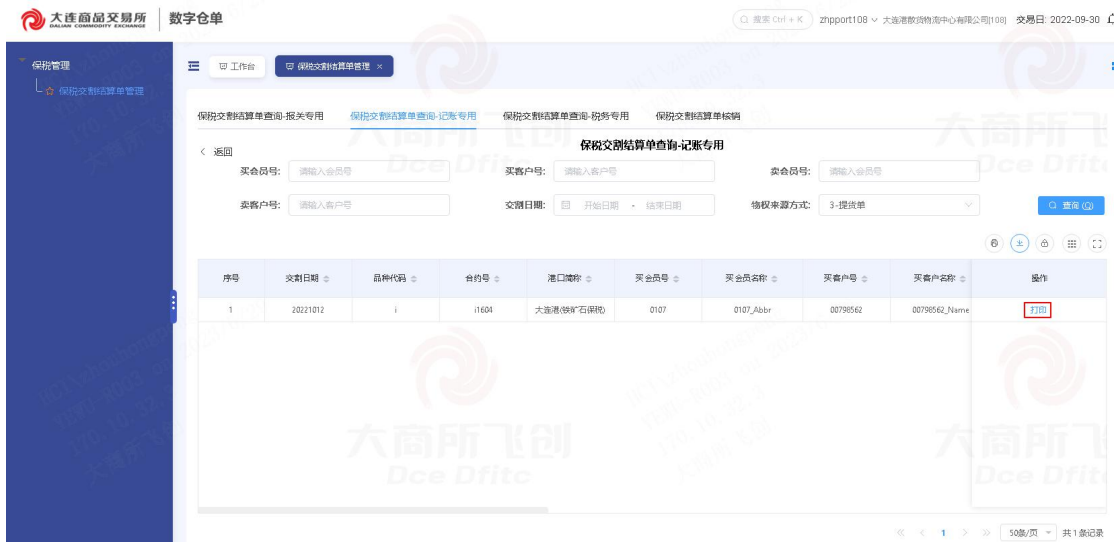 大连商品交易所 数字仓单 搜索 Ctrl + K zhpport108 大连港散货物流中心有限公司[108] 交易日: 2022-09-30
DALIAN COMMODITY EXCHANGE
保税管理
保税交割结算单管理
工作台 保税交割结算单管理 ×
保税交割结算单查询-报关专用 保税交割结算单查询-记账专用 保税交割结算单查询-税务专用 保税交割结算单核销
< 返回 保税交割结算单查询-记账专用
买会员号: 请输入会员号 买客户号: 请输入客户号 卖会员号: 请输入会员号
卖客户号: 请输入客户号 交割日期: 开始日期 - 结束日期 物权来源方式: 3-提货单 查询(Q)
序号 交割日期 品种代码 合约号 港口简称 买会员号 买会员名称 买客户号 买客户名称 操作
1 20221012 i i1604 大连港(铁矿石保税) 0107 0107_Abbr 00798562 00798562_Name 打印
大商所飞创
Dce Dfitc
« < 1 > » 50条/页 共1条记录